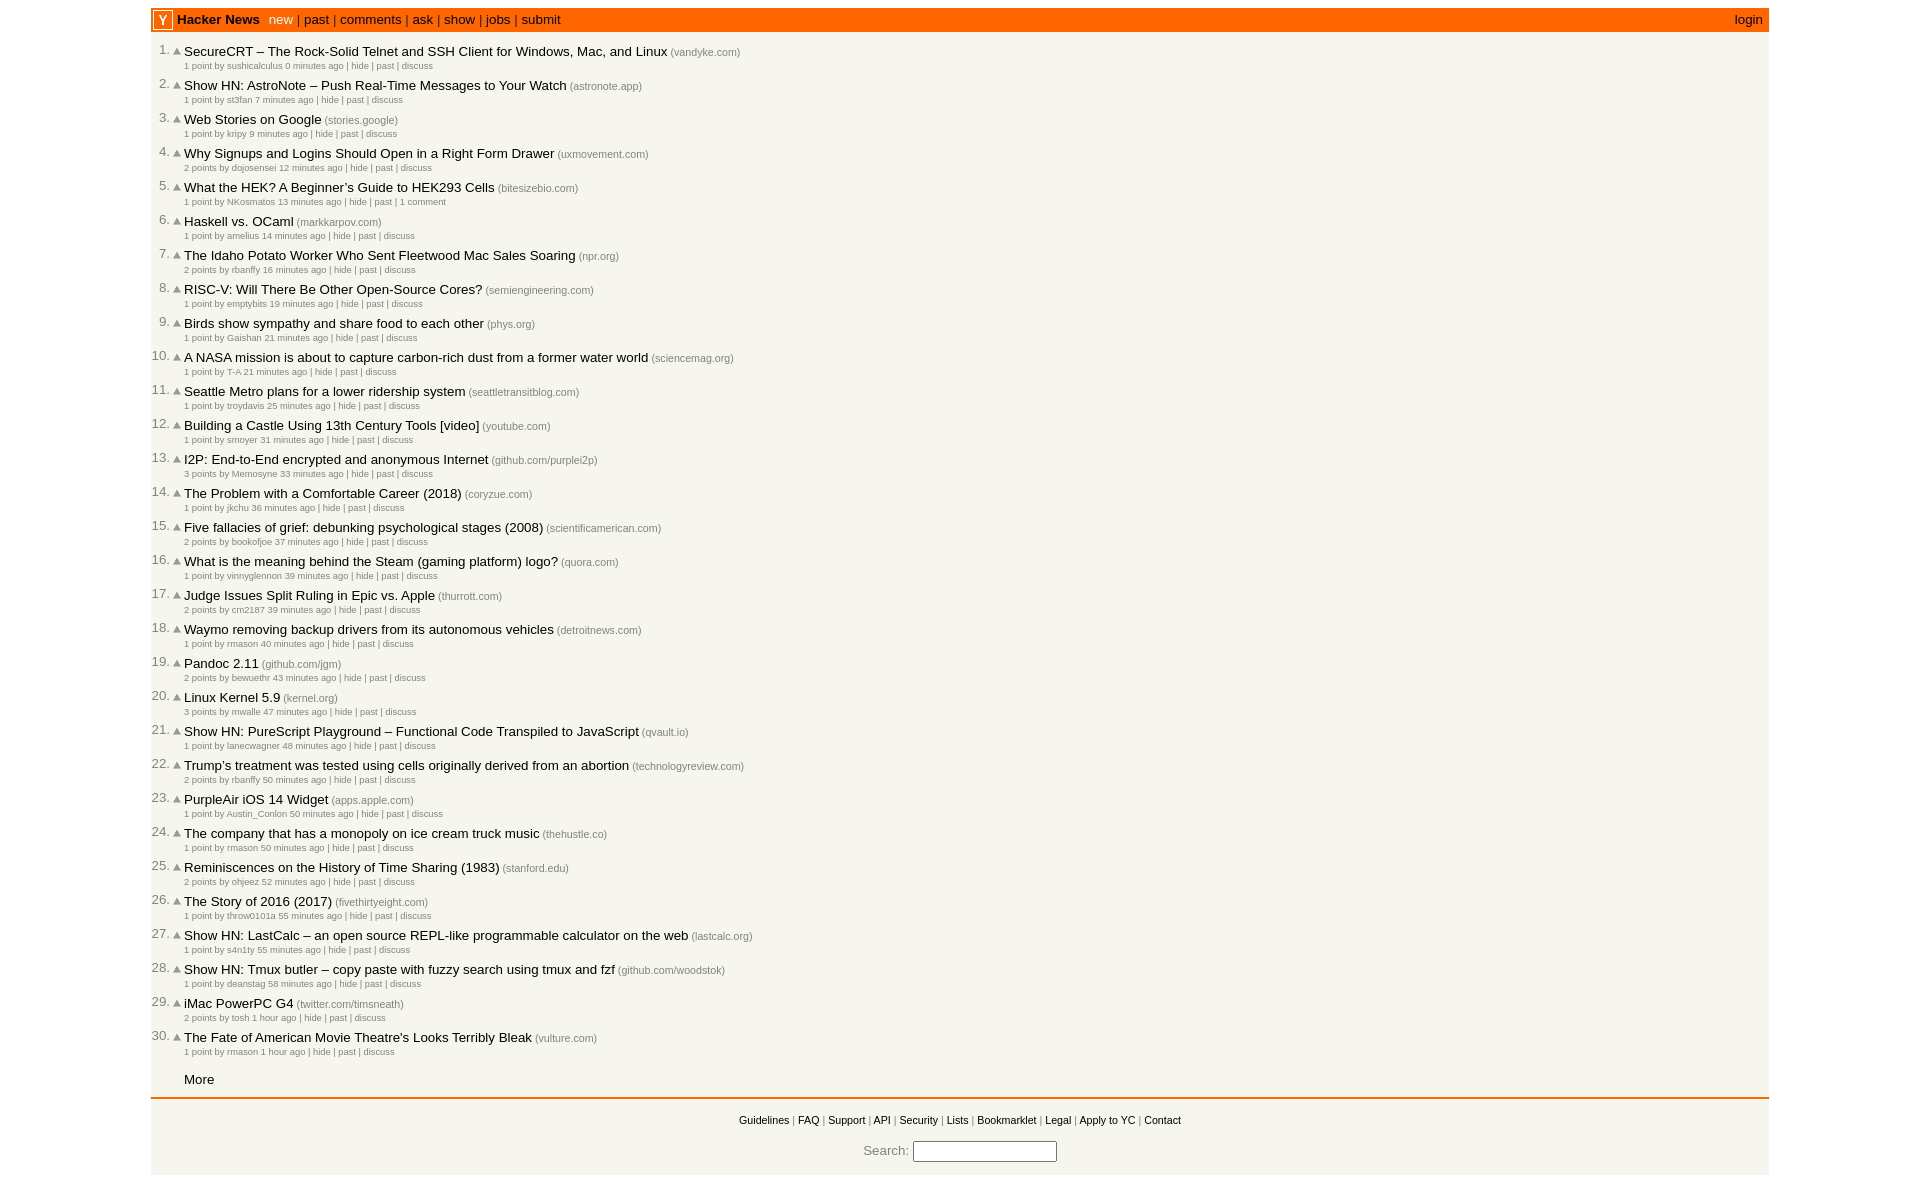 Y Hacker News new | past | comments | ask | show | jobs | submit login
1. SecureCRT – The Rock-Solid Telnet and SSH Client for Windows, Mac, and Linux (vandyke.com)
1 point by sushicalculus 0 minutes ago | hide | past | discuss
2. Show HN: AstroNote – Push Real-Time Messages to Your Watch (astronote.app)
1 point by st3fan 7 minutes ago | hide | past | discuss
3. Web Stories on Google (stories.google)
1 point by kripy 9 minutes ago | hide | past | discuss
4. Why Signups and Logins Should Open in a Right Form Drawer (uxmovement.com)
2 points by dojosensei 12 minutes ago | hide | past | discuss
5. What the HEK? A Beginner’s Guide to HEK293 Cells (bitesizebio.com)
1 point by NKosmatos 13 minutes ago | hide | past | 1 comment
6. Haskell vs. OCaml (markkarpov.com)
1 point by amelius 14 minutes ago | hide | past | discuss
7. The Idaho Potato Worker Who Sent Fleetwood Mac Sales Soaring (npr.org)
2 points by rbanffy 16 minutes ago | hide | past | discuss
8. RISC-V: Will There Be Other Open-Source Cores? (semiengineering.com)
1 point by emptybits 19 minutes ago | hide | past | discuss
9. Birds show sympathy and share food to each other (phys.org)
1 point by Gaishan 21 minutes ago | hide | past | discuss
10. A NASA mission is about to capture carbon-rich dust from a former water world (sciencemag.org)
1 point by T-A 21 minutes ago | hide | past | discuss
11. Seattle Metro plans for a lower ridership system (seattletransitblog.com)
1 point by troydavis 25 minutes ago | hide | past | discuss
12. Building a Castle Using 13th Century Tools [video] (youtube.com)
1 point by smoyer 31 minutes ago | hide | past | discuss
13. I2P: End-to-End encrypted and anonymous Internet (github.com/purplei2p)
3 points by Memosyne 33 minutes ago | hide | past | discuss
14. The Problem with a Comfortable Career (2018) (coryzue.com)
1 point by jkchu 36 minutes ago | hide | past | discuss
15. Five fallacies of grief: debunking psychological stages (2008) (scientificamerican.com)
2 points by bookofjoe 37 minutes ago | hide | past | discuss
16. What is the meaning behind the Steam (gaming platform) logo? (quora.com)
1 point by vinnyglennon 39 minutes ago | hide | past | discuss
17. Judge Issues Split Ruling in Epic vs. Apple (thurrott.com)
2 points by cm2187 39 minutes ago | hide | past | discuss
18. Waymo removing backup drivers from its autonomous vehicles (detroitnews.com)
1 point by rmason 40 minutes ago | hide | past | discuss
19. Pandoc 2.11 (github.com/jgm)
2 points by bewuethr 43 minutes ago | hide | past | discuss
20. Linux Kernel 5.9 (kernel.org)
3 points by mwalle 47 minutes ago | hide | past | discuss
21. Show HN: PureScript Playground – Functional Code Transpiled to JavaScript (qvault.io)
1 point by lanecwagner 48 minutes ago | hide | past | discuss
22. Trump’s treatment was tested using cells originally derived from an abortion (technologyreview.com)
2 points by rbanffy 50 minutes ago | hide | past | discuss
23. PurpleAir iOS 14 Widget (apps.apple.com)
1 point by Austin_Conlon 50 minutes ago | hide | past | discuss
24. The company that has a monopoly on ice cream truck music (thehustle.co)
1 point by rmason 50 minutes ago | hide | past | discuss
25. Reminiscences on the History of Time Sharing (1983) (stanford.edu)
2 points by ohjeez 52 minutes ago | hide | past | discuss
26. The Story of 2016 (2017) (fivethirtyeight.com)
1 point by throw0101a 55 minutes ago | hide | past | discuss
27. Show HN: LastCalc – an open source REPL-like programmable calculator on the web (lastcalc.org)
1 point by s4n1ty 55 minutes ago | hide | past | discuss
28. Show HN: Tmux butler – copy paste with fuzzy search using tmux and fzf (github.com/woodstok)
1 point by deanstag 58 minutes ago | hide | past | discuss
29. iMac PowerPC G4 (twitter.com/timsneath)
2 points by tosh 1 hour ago | hide | past | discuss
30. The Fate of American Movie Theatre's Looks Terribly Bleak (vulture.com)
1 point by rmason 1 hour ago | hide | past | discuss
More
Guidelines | FAQ | Support | API | Security | Lists | Bookmarklet | Legal | Apply to YC | Contact
Search: